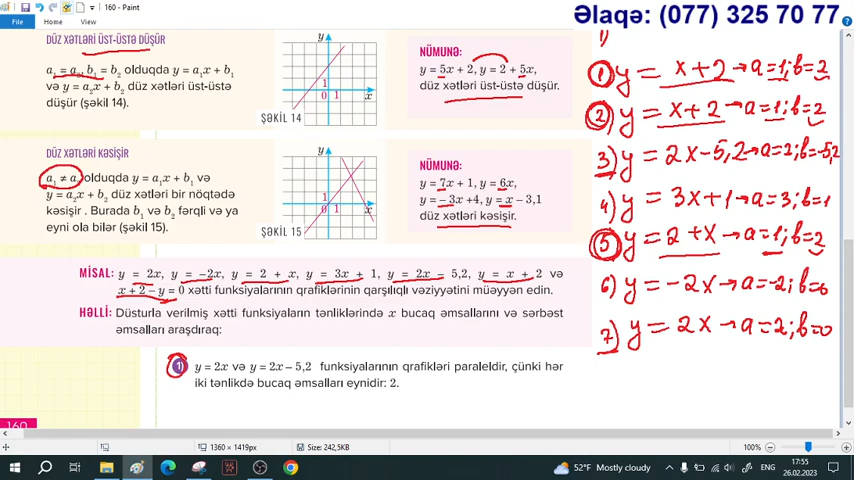 160 - Paint
Əlaqə: (077) 325 70 77
File Home View
DÜZ XƏTLƏRİ ÜST-ÜSTƏ DÜŞÜR
a₁ = a₂, b₁ = b₂ olduqda y = a₁x + b₁
və y = a₂x + b₂ düz xətləri üst-üstə
düşür (şəkil 14).
y
1
0 1 x
ŞƏKİL 14
NÜMUNƏ:
y = 5x + 2, y = 2 + 5x,
düz xətləri üst-üstə düşür.
DÜZ XƏTLƏRİ KƏSİŞİR
a₁ ≠ a₂ olduqda y = a₁x + b₁ və
y = a₂x + b₂ düz xətləri bir nöqtədə
kəsişir . Burada b₁ və b₂ fərqli və ya
eyni ola bilər (şəkil 15).
y
1
0 1 x
ŞƏKİL 15
NÜMUNƏ:
y = 7x + 1, y = 6x,
y = – 3x +4, y = x – 3,1
düz xətləri kəsişir.
1)
1) y = x+2 → a=1; b=2
2) y = x+2 → a=1; b=2
3) y = 2x-5,2 → a=2; b=-5,2
4) y = 3x+1 → a=3; b=1
5) y = 2+x → a=1; b=2
6) y = -2x → a=-2; b=0
7) y = 2x → a=2; b=0
MİSAL: y = 2x, y = –2x, y = 2 + x, y = 3x + 1, y = 2x – 5,2, y = x + 2 və
x + 2 – y = 0 xətti funksiyalarının qrafiklərinin qarşılıqlı vəziyyətini müəyyən edin.
HƏLLİ: Düsturla verilmiş xətti funksiyaların tənliklərində x bucaq əmsallarını və sərbəst
əmsalları araşdıraq:
1) y = 2x və y = 2x – 5,2 funksiyalarının qrafikləri paraleldir, çünki hər
iki tənlikdə bucaq əmsalları eynidir: 2.
160
1360 × 1419px Size: 242,5KB 100%
52°F Mostly cloudy ENG 17:55
26.02.2023